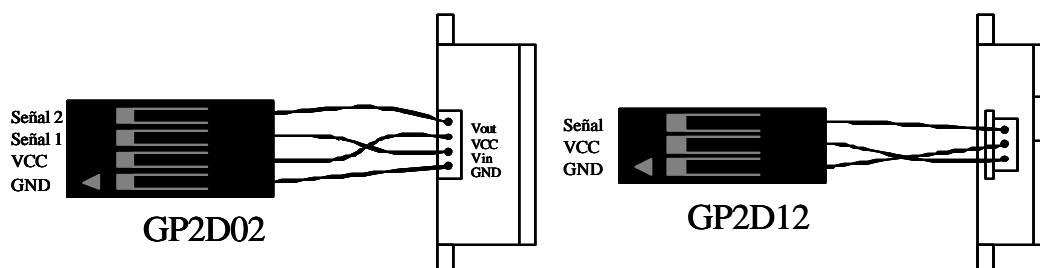 Señal 2
Señal 1
VCC
GND
Vout
VCC
Vin
GND
GP2D02
Señal
VCC
GND
GP2D12